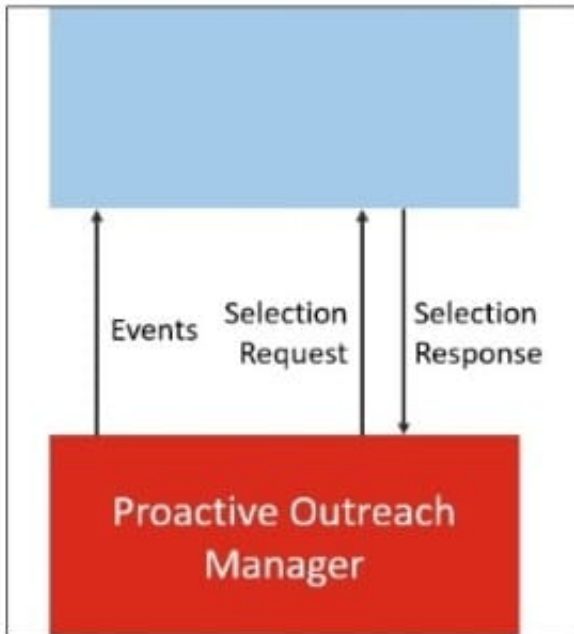 Events
Selection
Request
Selection
Response
Proactive Outreach
Manager